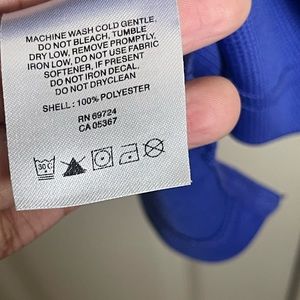 MACHINE WASH COLD GENTLE,
DO NOT BLEACH, TUMBLE
DRY LOW, REMOVE PROMPTLY,
IRON LOW, DO NOT USE FABRIC
SOFTENER, IF PRESENT
DO NOT IRON DECAL.
DO NOT DRYCLEAN
SHELL : 100% POLYESTER
RN 69724
CA 05367
30°C